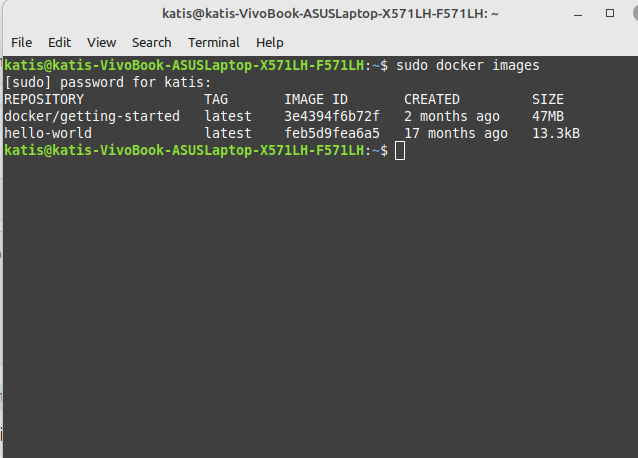 katis@katis-VivoBook-ASUSLaptop-X571LH-F571LH: ~
File Edit View Search Terminal Help
katis@katis-VivoBook-ASUSLaptop-X571LH-F571LH:~$ sudo docker images
[sudo] password for katis:
REPOSITORY TAG IMAGE ID CREATED SIZE
docker/getting-started latest 3e4394f6b72f 2 months ago 47MB
hello-world latest feb5d9fea6a5 17 months ago 13.3kB
katis@katis-VivoBook-ASUSLaptop-X571LH-F571LH:~$